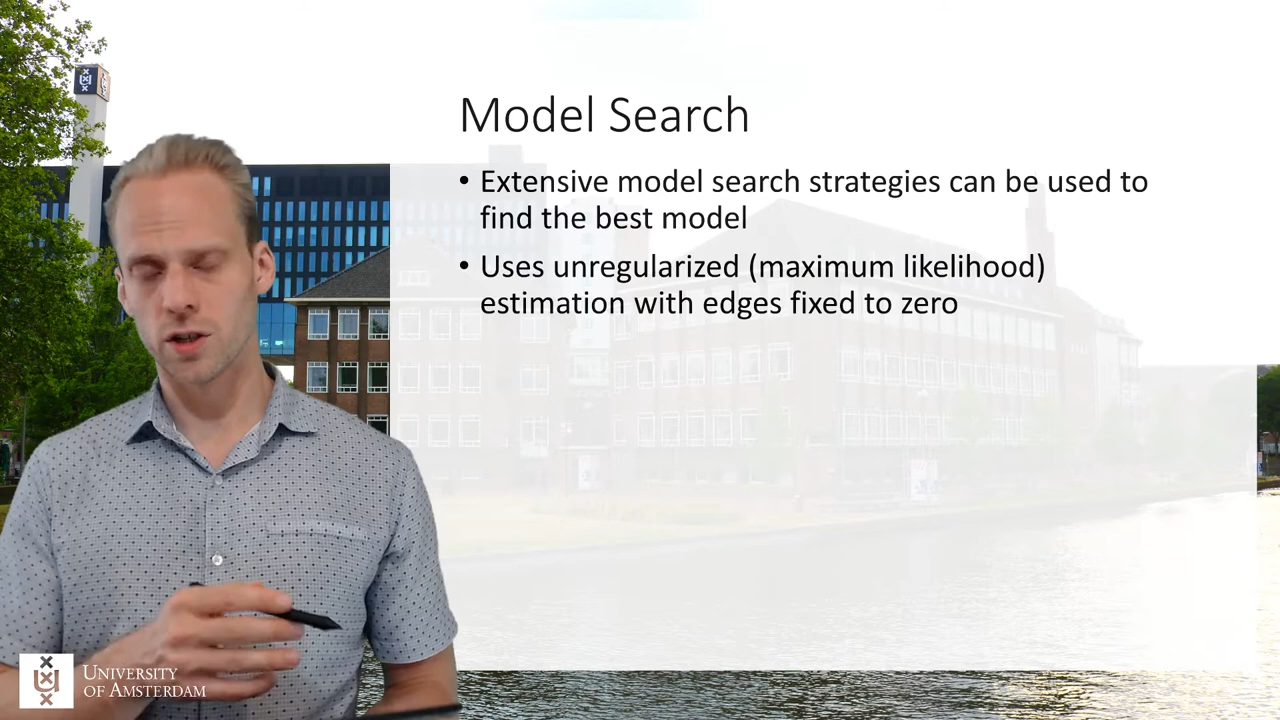 Model Search
• Extensive model search strategies can be used to
find the best model
• Uses unregularized (maximum likelihood)
estimation with edges fixed to zero
UNIVERSITY
OF AMSTERDAM